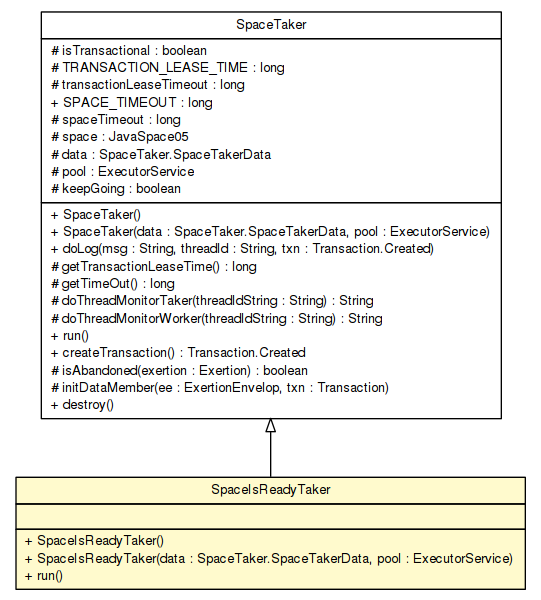 SpaceTaker
# isTransactional : boolean
# TRANSACTION_LEASE_TIME : long
# transactionLeaseTimeout : long
+ SPACE_TIMEOUT : long
# spaceTimeout : long
# space : JavaSpace05
# data : SpaceTaker.SpaceTakerData
# pool : ExecutorService
# keepGoing : boolean
+ SpaceTaker()
+ SpaceTaker(data : SpaceTaker.SpaceTakerData, pool : ExecutorService)
+ doLog(msg : String, threadId : String, txn : Transaction.Created)
# getTransactionLeaseTime() : long
# getTimeOut() : long
# doThreadMonitorTaker(threadIdString : String) : String
# doThreadMonitorWorker(threadIdString : String) : String
+ run()
+ createTransaction() : Transaction.Created
# isAbandoned(exertion : Exertion) : boolean
# initDataMember(ee : ExertionEnvelop, txn : Transaction)
+ destroy()
SpaceIsReadyTaker
+ SpaceIsReadyTaker()
+ SpaceIsReadyTaker(data : SpaceTaker.SpaceTakerData, pool : ExecutorService)
+ run()